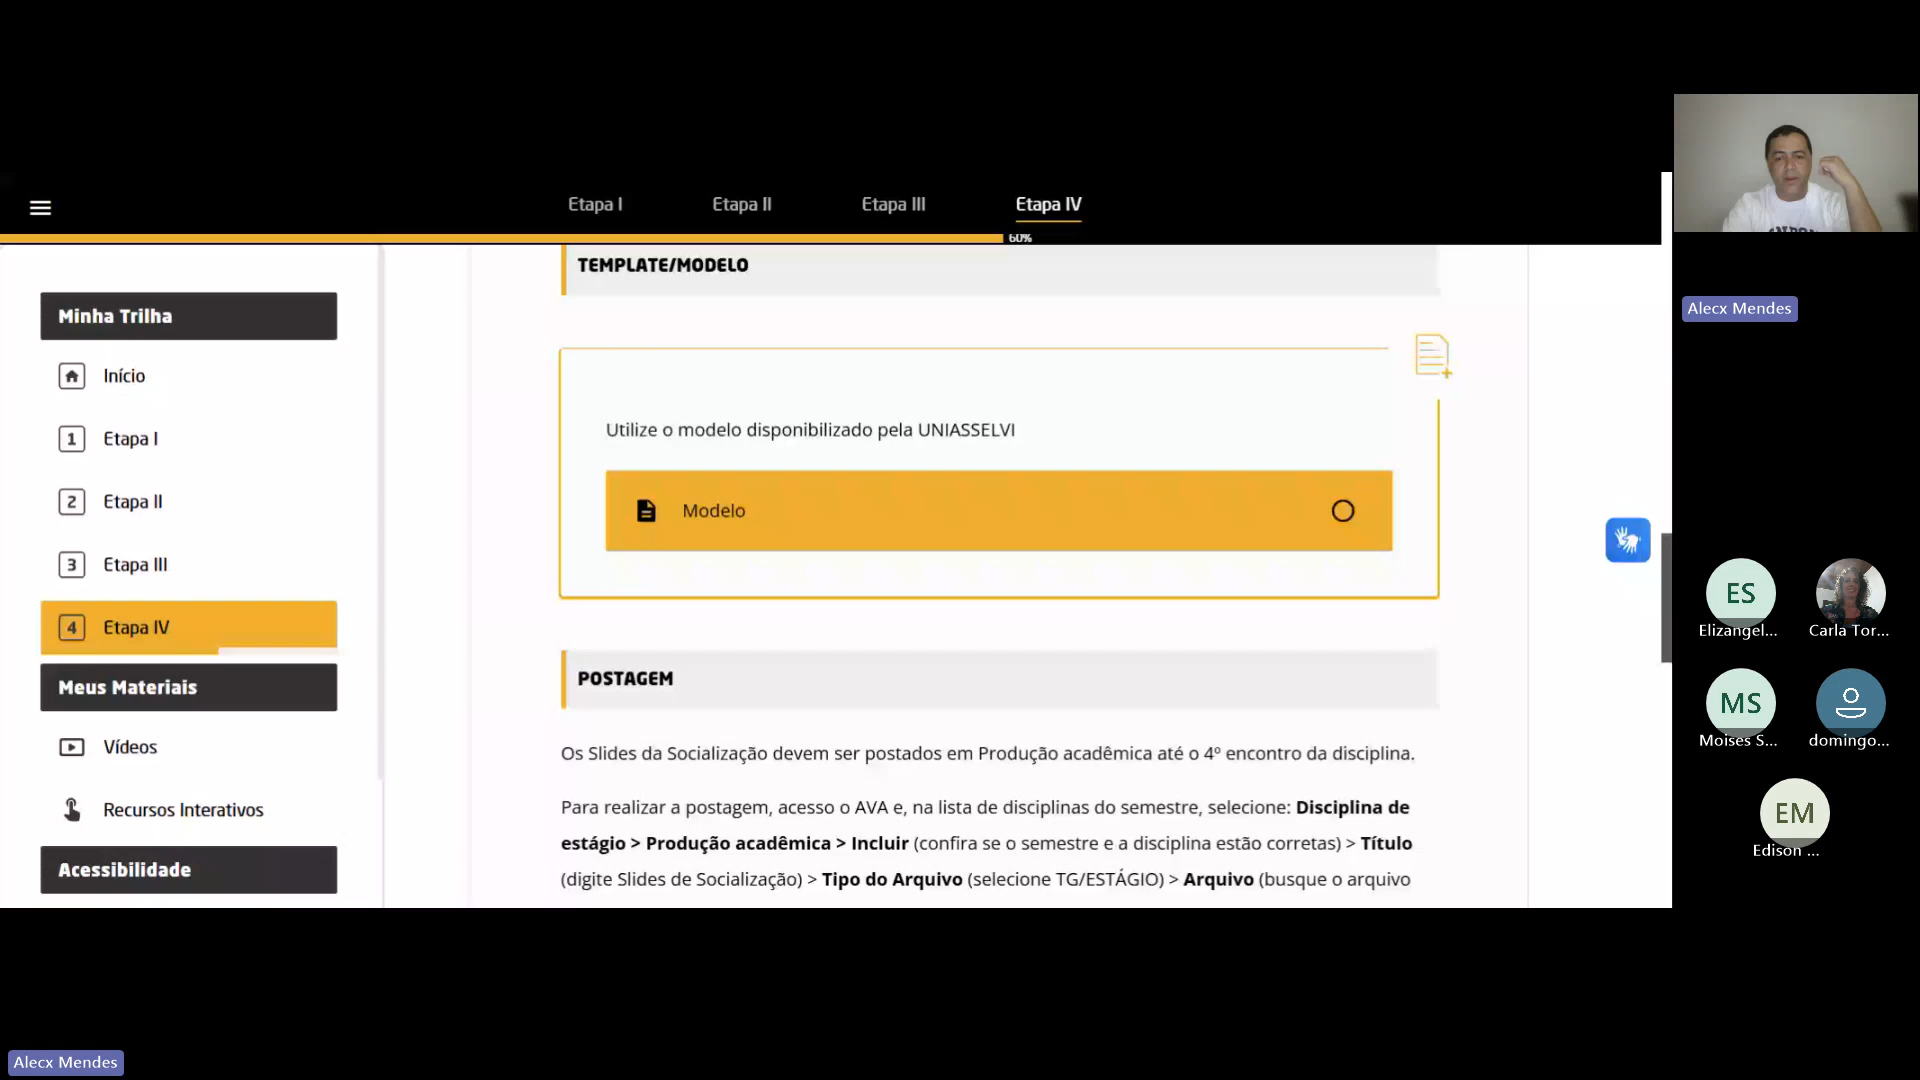 Etapa I
Etapa II
Etapa III
Etapa IV
60%
Minha Trilha
Início
1 Etapa I
2 Etapa II
3 Etapa III
4 Etapa IV
Meus Materiais
Vídeos
Recursos Interativos
Acessibilidade
TEMPLATE/MODELO
Utilize o modelo disponibilizado pela UNIASSELVI
Modelo
POSTAGEM
Os Slides da Socialização devem ser postados em Produção acadêmica até o 4º encontro da disciplina.
Para realizar a postagem, acesso o AVA e, na lista de disciplinas do semestre, selecione: Disciplina de
estágio > Produção acadêmica > Incluir (confira se o semestre e a disciplina estão corretas) > Título
(digite Slides de Socialização) > Tipo do Arquivo (selecione TG/ESTÁGIO) > Arquivo (busque o arquivo
Alecx Mendes
ES
Elizangel...
Carla Tor...
MS
Moises S...
domingo...
EM
Edison ...
Alecx Mendes